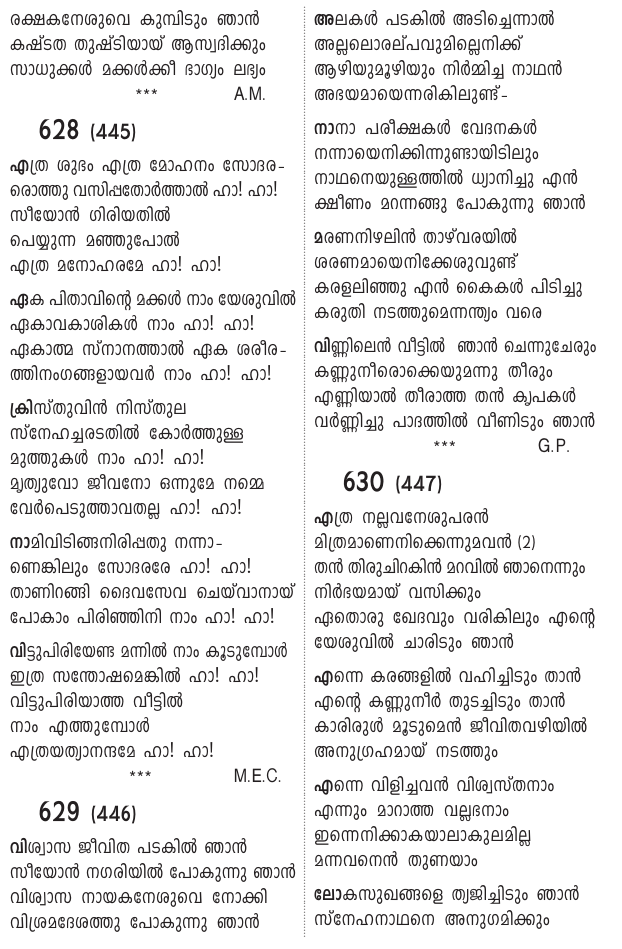 രക്ഷകനേശുവെ കുമ്പിടും ഞാൻ
കഷ്ടത തുഷ്ടിയായ് ആസ്വദിക്കും
സാധുക്കൾ മക്കൾക്കീ ഭാഗ്യം ലഭ്യം
*** A.M.
628 (445)
എത്ര ശുഭം എത്ര മോഹനം സോദര-
രൊത്തു വസിപ്പതോർത്താൽ ഹാ! ഹാ!
സീയോൻ ഗിരിയതിൽ
പെയ്യുന്ന മഞ്ഞുപോൽ
എത്ര മനോഹരമേ ഹാ! ഹാ!
ഏക പിതാവിന്റെ മക്കൾ നാം യേശുവിൽ
ഏകാവകാശികൾ നാം ഹാ! ഹാ!
ഏകാത്മ സ്നാനത്താൽ ഏക ശരീര-
ത്തിനംഗങ്ങളായവർ നാം ഹാ! ഹാ!
ക്രിസ്തുവിൻ നിസ്തുല
സ്നേഹച്ചരടതിൽ കോർത്തുള്ള
മുത്തുകൾ നാം ഹാ! ഹാ!
മൃത്യുവോ ജീവനോ ഒന്നുമേ നമ്മെ
വേർപെടുത്താവതല്ല ഹാ! ഹാ!
നാമിവിടിങ്ങനിരിപ്പതു നന്നാ-
ണെങ്കിലും സോദരരേ ഹാ! ഹാ!
താണിറങ്ങി ദൈവസേവ ചെയ്‌വാനായ്
പോകാം പിരിഞ്ഞിനി നാം ഹാ! ഹാ!
വിട്ടുപിരിയേണ്ട മന്നിൽ നാം കൂടുമ്പോൾ
ഇത്ര സന്തോഷമെങ്കിൽ ഹാ! ഹാ!
വിട്ടുപിരിയാത്ത വീട്ടിൽ
നാം എത്തുമ്പോൾ
എത്രയത്യാനന്ദമേ ഹാ! ഹാ!
*** M.E.C.
629 (446)
വിശ്വാസ ജീവിത പടകിൽ ഞാൻ
സീയോൻ നഗരിയിൽ പോകുന്നു ഞാൻ
വിശ്വാസ നായകനേശുവെ നോക്കി
വിശ്രമദേശത്തു പോകുന്നു ഞാൻ
അലകൾ പടകിൽ അടിച്ചെന്നാൽ
അല്ലലൊരല്പവുമില്ലെനിക്ക്
ആഴിയുമൂഴിയും നിർമ്മിച്ച നാഥൻ
അഭയമായെന്നരികിലുണ്ട്-
നാനാ പരീക്ഷകൾ വേദനകൾ
നന്നായെനിക്കിന്നുണ്ടായിടിലും
നാഥനെയുള്ളത്തിൽ ധ്യാനിച്ചു എൻ
ക്ഷീണം മറന്നങ്ങു പോകുന്നു ഞാൻ
മരണനിഴലിൻ താഴ്‌വരയിൽ
ശരണമായെനിക്കേശുവുണ്ട്
കരളലിഞ്ഞു എൻ കൈകൾ പിടിച്ചു
കരുതി നടത്തുമെന്നന്ത്യം വരെ
വിണ്ണിലെൻ വീട്ടിൽ ഞാൻ ചെന്നുചേരും
കണ്ണുനീരൊക്കെയുമന്നു തീരും
എണ്ണിയാൽ തീരാത്ത തൻ കൃപകൾ
വർണ്ണിച്ചു പാദത്തിൽ വീണിടും ഞാൻ
*** G.P.
630 (447)
എത്ര നല്ലവനേശുപരൻ
മിത്രമാണെനിക്കെന്നുമവൻ (2)
തൻ തിരുചിറകിൻ മറവിൽ ഞാനെന്നും
നിർഭയമായ് വസിക്കും
ഏതൊരു ഖേദവും വരികിലും എന്റെ
യേശുവിൽ ചാരിടും ഞാൻ
എന്നെ കരങ്ങളിൽ വഹിച്ചിടും താൻ
എന്റെ കണ്ണുനീർ തുടച്ചിടും താൻ
കാരിരുൾ മൂടുമെൻ ജീവിതവഴിയിൽ
അനുഗ്രഹമായ് നടത്തും
എന്നെ വിളിച്ചവൻ വിശ്വസ്തനാം
എന്നും മാറാത്ത വല്ലഭനാം
ഇന്നെനിക്കാകയാലാകുലമില്ല
മന്നവനെൻ തുണയാം
ലോകസുഖങ്ങളെ ത്യജിച്ചിടും ഞാൻ
സ്നേഹനാഥനെ അനുഗമിക്കും